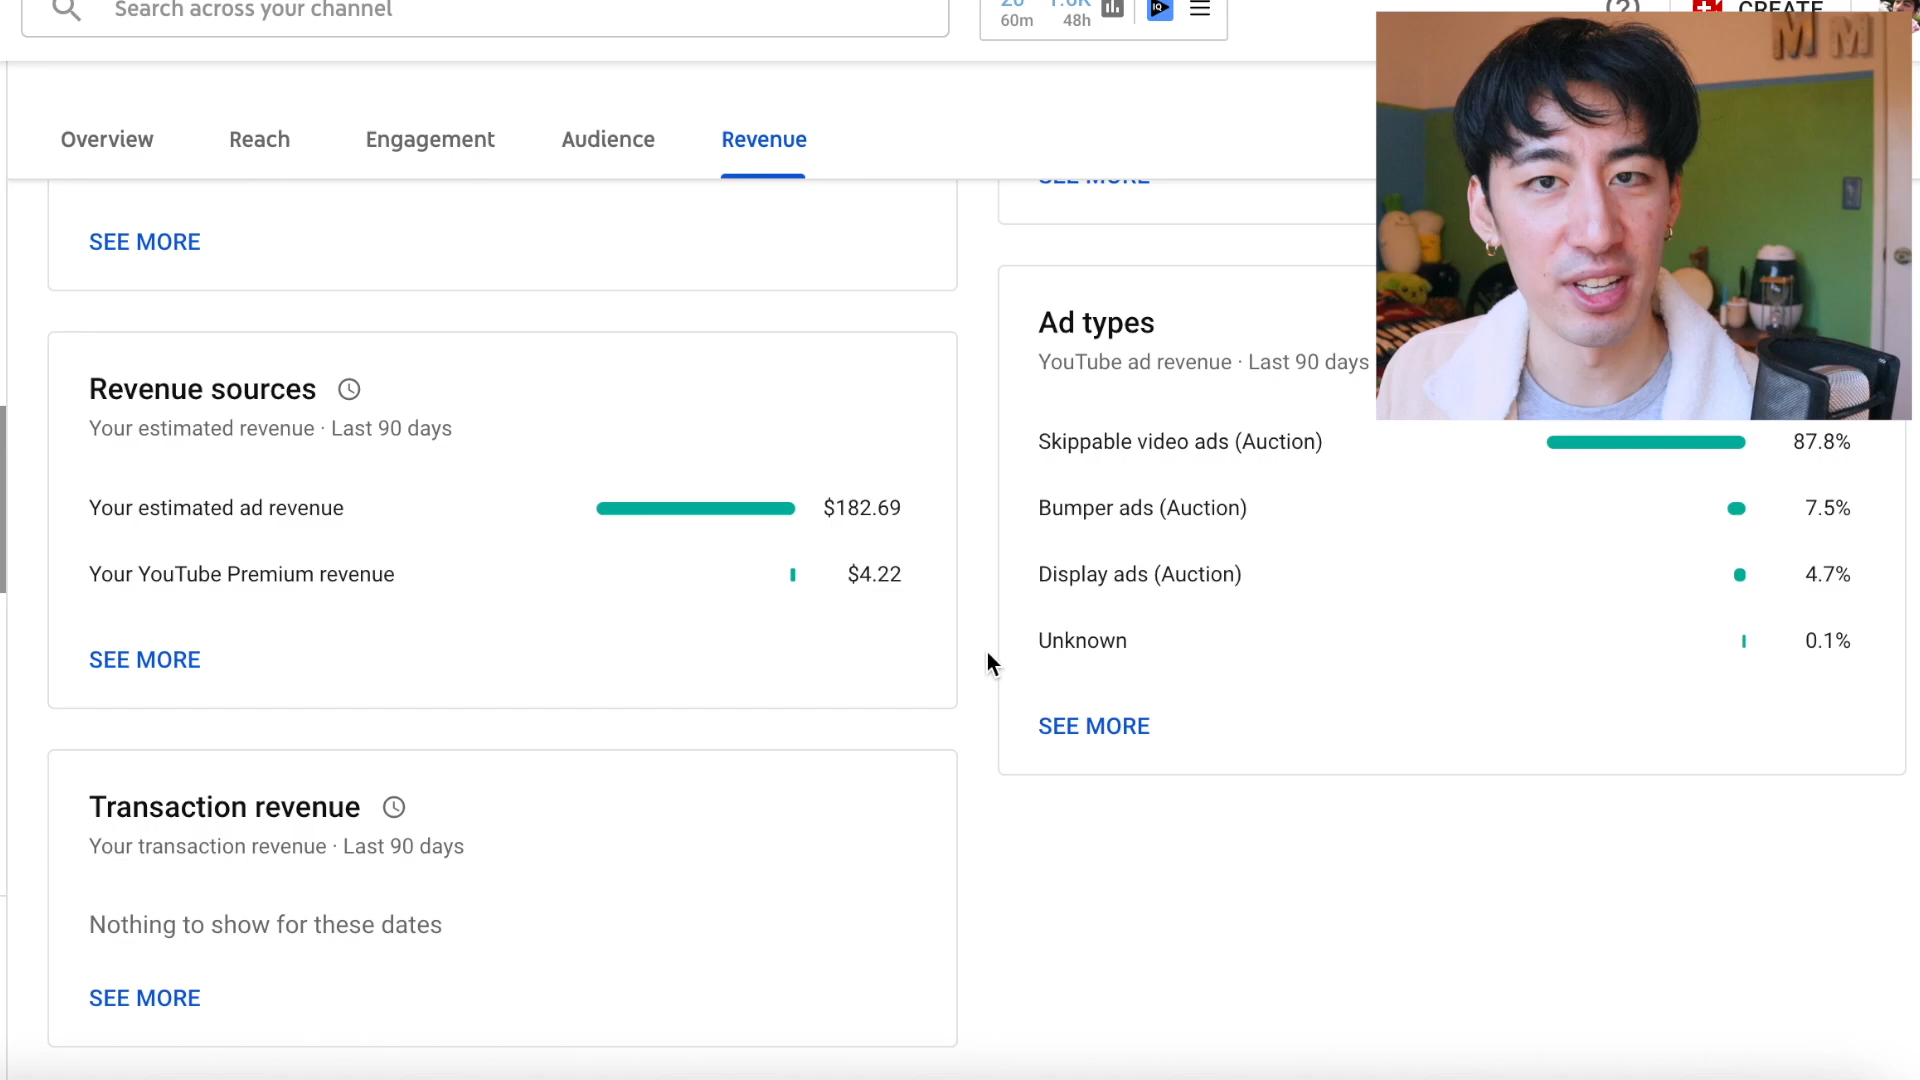 Search across your channel
60m 48h
IQ
CREATE
Overview Reach Engagement Audience Revenue
SEE MORE
Revenue sources
Your estimated revenue · Last 90 days
Your estimated ad revenue $182.69
Your YouTube Premium revenue $4.22
SEE MORE
Transaction revenue
Your transaction revenue · Last 90 days
Nothing to show for these dates
SEE MORE
SEE MORE
Ad types
YouTube ad revenue · Last 90 days
Skippable video ads (Auction) 87.8%
Bumper ads (Auction) 7.5%
Display ads (Auction) 4.7%
Unknown 0.1%
SEE MORE
M M